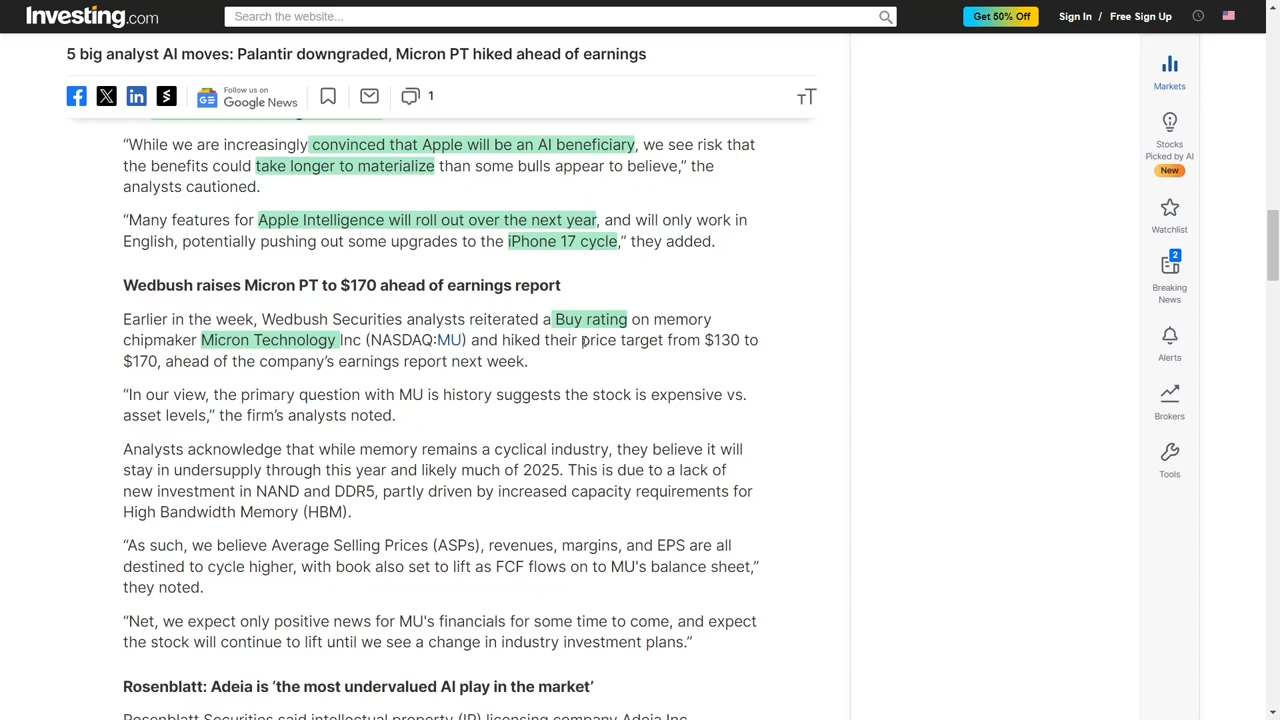 Investing.com
Search the website...
Get 50% Off
Sign In / Free Sign Up
5 big analyst AI moves: Palantir downgraded, Micron PT hiked ahead of earnings
Follow us on
Google News
1
“While we are increasingly convinced that Apple will be an AI beneficiary, we see risk that
the benefits could take longer to materialize than some bulls appear to believe,” the
analysts cautioned.
“Many features for Apple Intelligence will roll out over the next year, and will only work in
English, potentially pushing out some upgrades to the iPhone 17 cycle,” they added.
Wedbush raises Micron PT to $170 ahead of earnings report
Earlier in the week, Wedbush Securities analysts reiterated a Buy rating on memory
chipmaker Micron Technology Inc (NASDAQ:MU) and hiked their price target from $130 to
$170, ahead of the company’s earnings report next week.
“In our view, the primary question with MU is history suggests the stock is expensive vs.
asset levels,” the firm’s analysts noted.
Analysts acknowledge that while memory remains a cyclical industry, they believe it will
stay in undersupply through this year and likely much of 2025. This is due to a lack of
new investment in NAND and DDR5, partly driven by increased capacity requirements for
High Bandwidth Memory (HBM).
“As such, we believe Average Selling Prices (ASPs), revenues, margins, and EPS are all
destined to cycle higher, with book also set to lift as FCF flows on to MU's balance sheet,”
they noted.
“Net, we expect only positive news for MU's financials for some time to come, and expect
the stock will continue to lift until we see a change in industry investment plans.”
Rosenblatt: Adeia is ‘the most undervalued AI play in the market’
Rosenblatt Securities said intellectual property (IP) licensing company Adeia Inc
Markets
Stocks
Picked by AI
New
Watchlist
2
Breaking
News
Alerts
Brokers
Tools